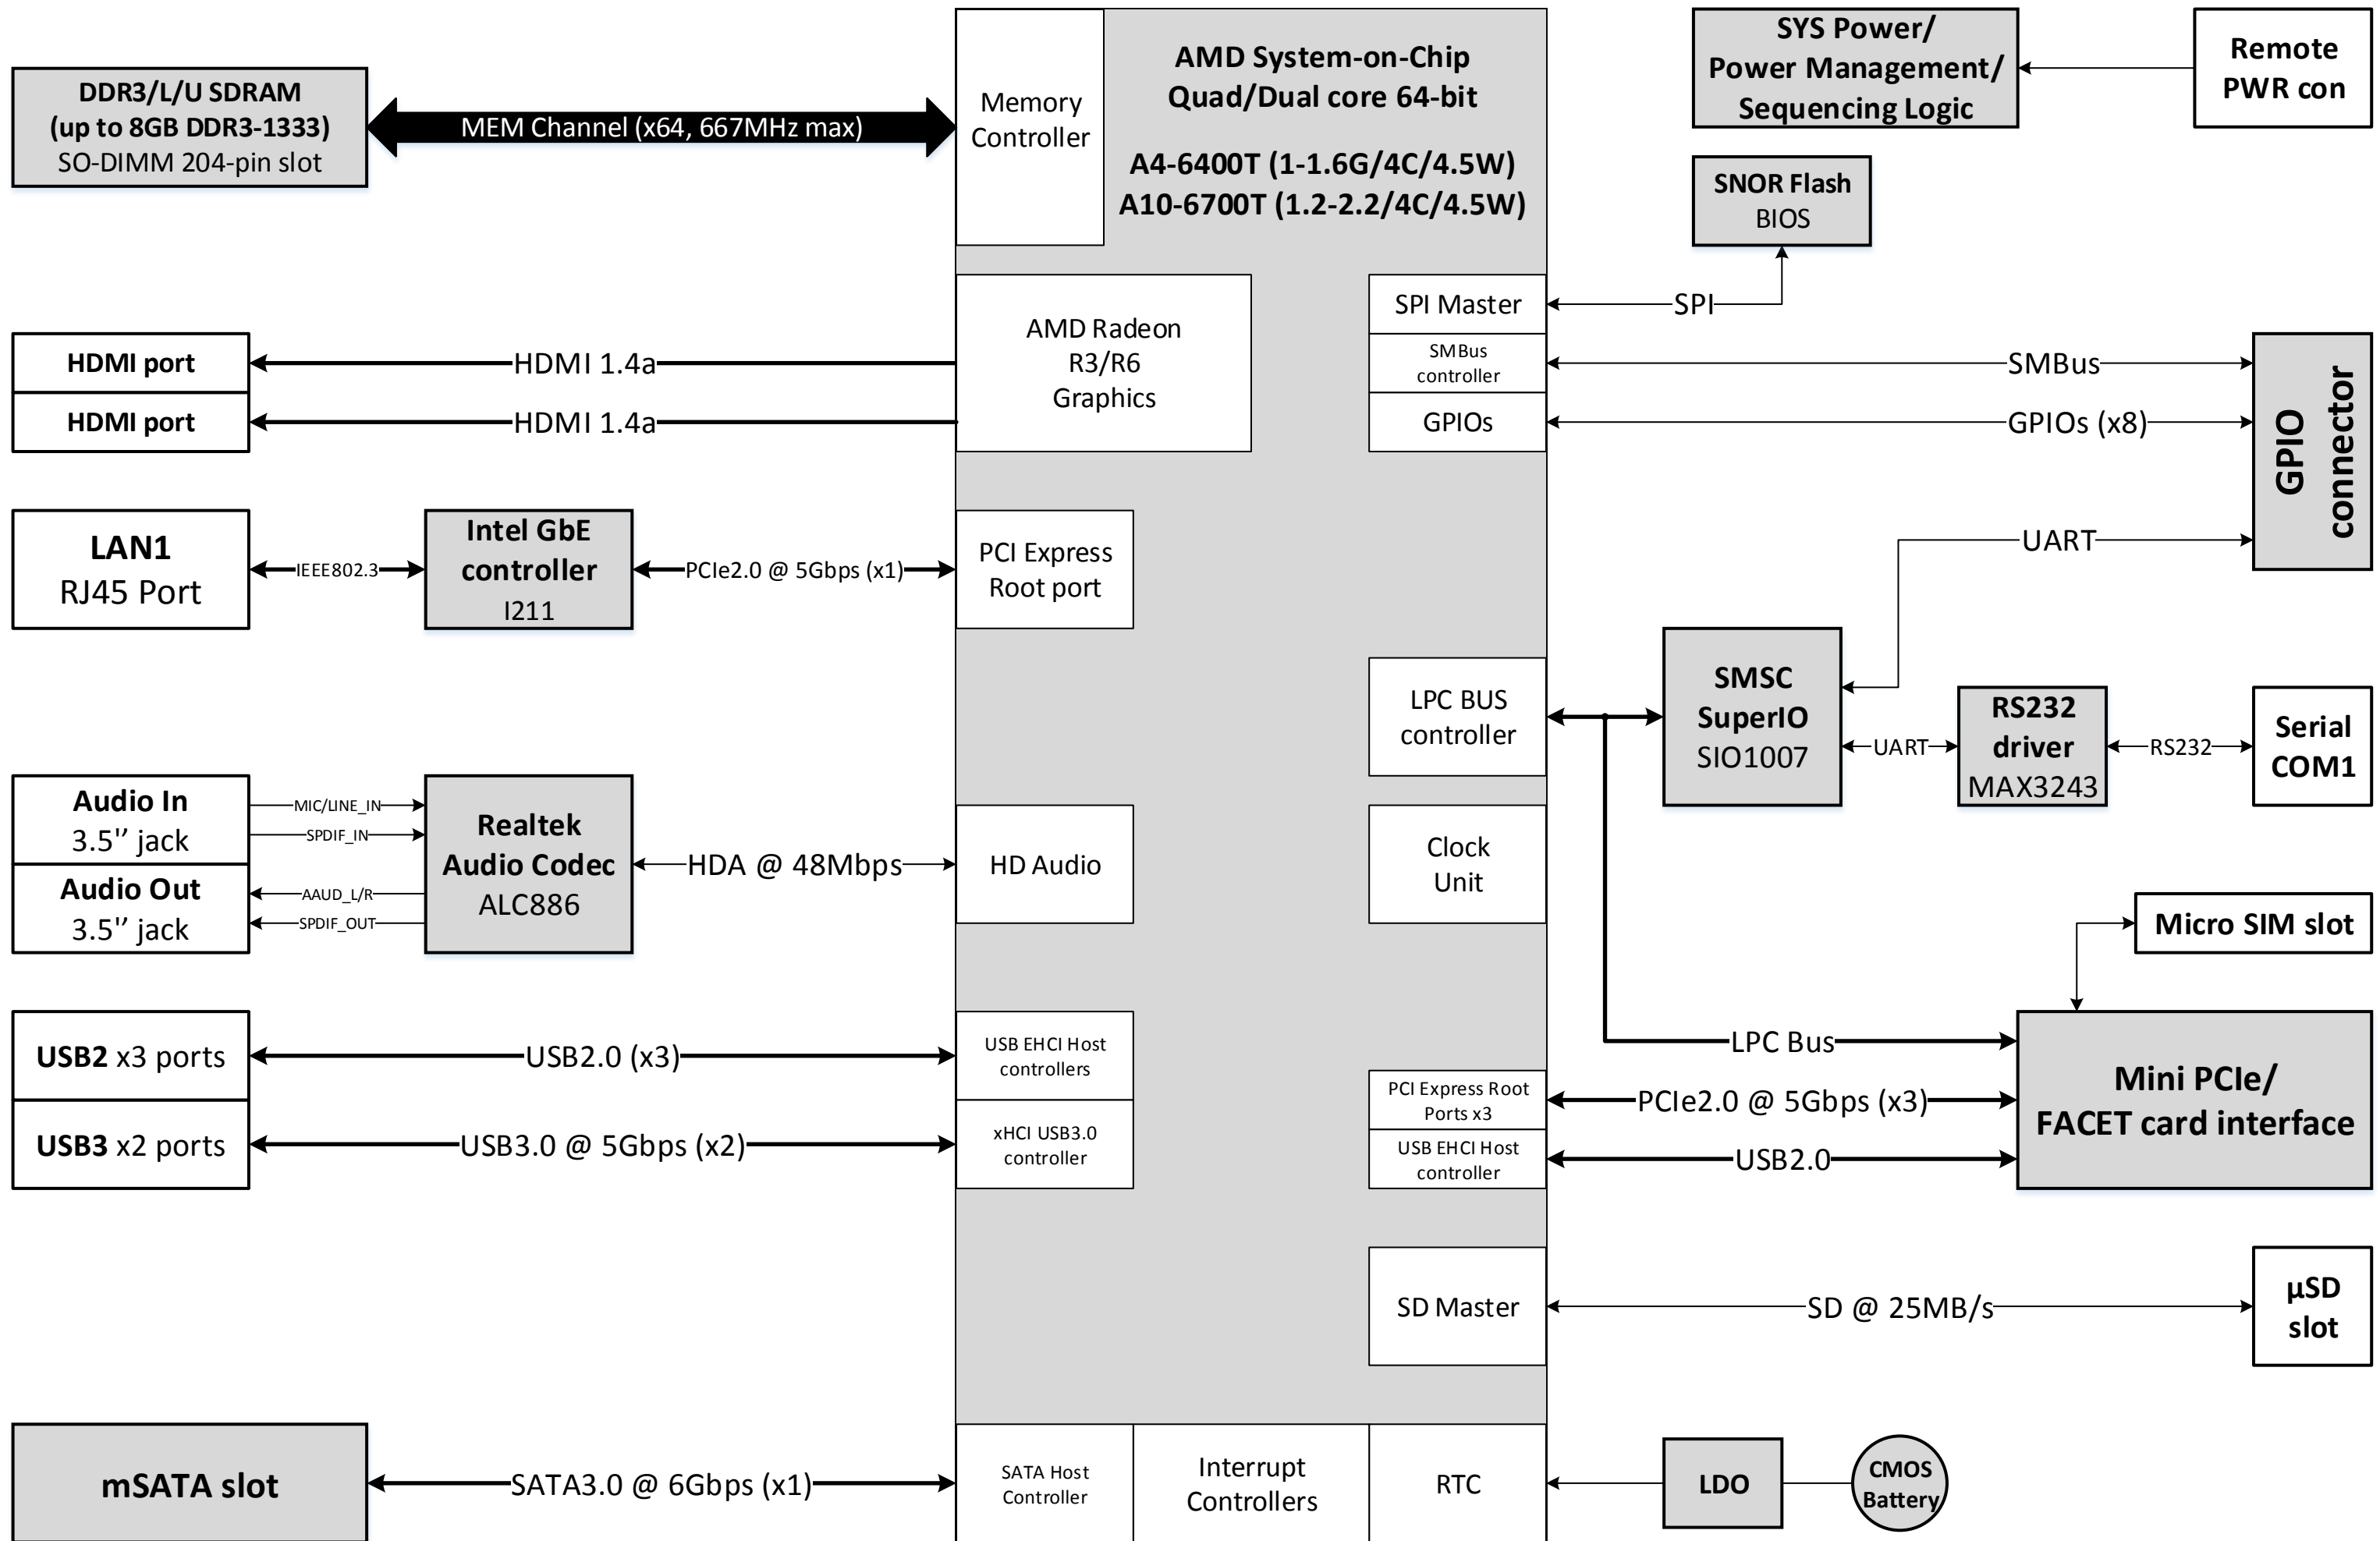 DDR3/L/U SDRAM
(up to 8GB DDR3-1333)
SO-DIMM 204-pin slot
MEM Channel (x64, 667MHz max)
Memory
Controller
AMD System-on-Chip
Quad/Dual core 64-bit
A4-6400T (1-1.6G/4C/4.5W)
A10-6700T (1.2-2.2/4C/4.5W)
SYS Power/
Power Management/
Sequencing Logic
Remote
PWR con
SNOR Flash
BIOS
SPI
SPI Master
HDMI port
HDMI 1.4a
HDMI port
HDMI 1.4a
AMD Radeon
R3/R6
Graphics
SMBus
controller
SMBus
GPIOs
GPIOs (x8)
GPIO
connector
UART
LAN1
RJ45 Port
IEEE802.3
Intel GbE
controller
I211
PCIe2.0 @ 5Gbps (x1)
PCI Express
Root port
LPC BUS
controller
SMSC
SuperIO
SIO1007
UART
RS232
driver
MAX3243
RS232
Serial
COM1
Audio In
3.5'' jack
Audio Out
3.5'' jack
MIC/LINE_IN
SPDIF_IN
AAUD_L/R
SPDIF_OUT
Realtek
Audio Codec
ALC886
HDA @ 48Mbps
HD Audio
Clock
Unit
Micro SIM slot
USB2 x3 ports
USB2.0 (x3)
USB EHCI Host
controllers
USB3 x2 ports
USB3.0 @ 5Gbps (x2)
xHCI USB3.0
controller
LPC Bus
PCI Express Root
Ports x3
PCIe2.0 @ 5Gbps (x3)
USB EHCI Host
controller
USB2.0
Mini PCIe/
FACET card interface
SD Master
SD @ 25MB/s
µSD
slot
mSATA slot
SATA3.0 @ 6Gbps (x1)
SATA Host
Controller
Interrupt
Controllers
RTC
LDO
CMOS
Battery